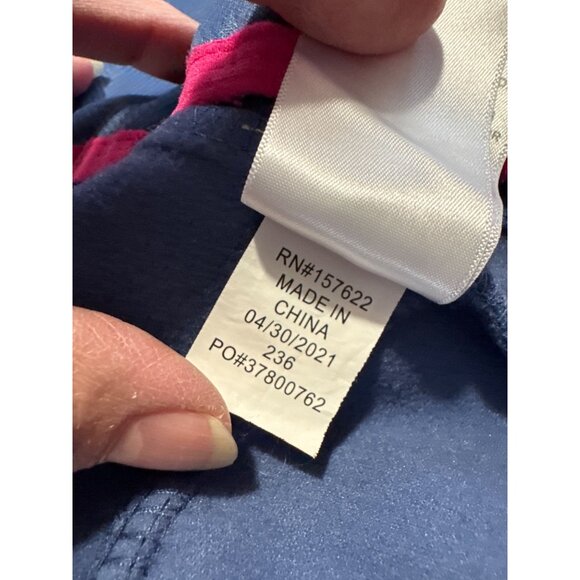 RN#157622
MADE IN
CHINA
04/30/2021
236
PO#37800762